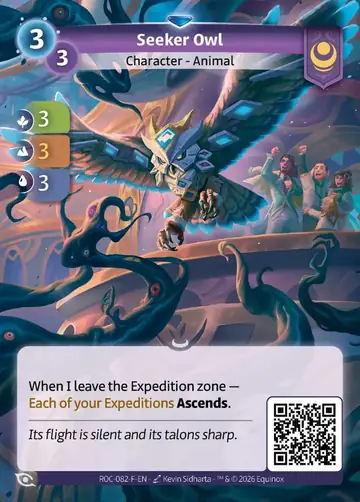 3
Seeker Owl
3
Character - Animal
3
3
3
When I leave the Expedition zone —
Each of your Expeditions Ascends.
Its flight is silent and its talons sharp.
ROC-082-F-EN - Kevin Sidharta - ™ & © 2026 Equinox